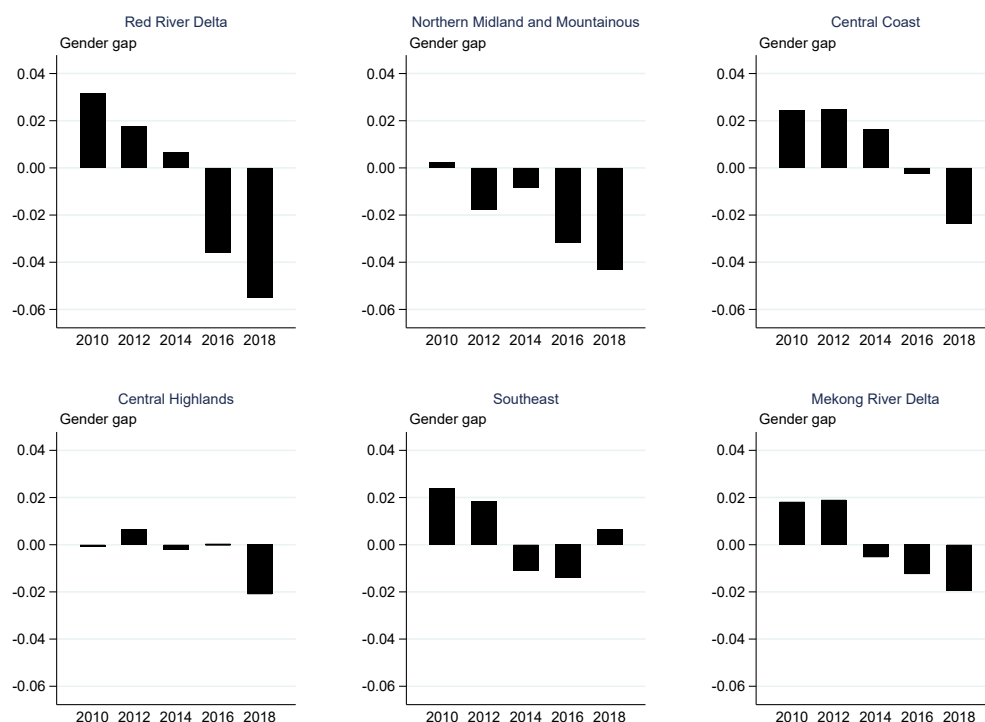 Red River Delta
Gender gap
0.04
0.02
0.00
-0.02
-0.04
-0.06
2010 2012 2014 2016 2018
Northern Midland and Mountainous
Gender gap
0.04
0.02
0.00
-0.02
-0.04
-0.06
2010 2012 2014 2016 2018
Central Coast
Gender gap
0.04
0.02
0.00
-0.02
-0.04
-0.06
2010 2012 2014 2016 2018
Central Highlands
Gender gap
0.04
0.02
0.00
-0.02
-0.04
-0.06
2010 2012 2014 2016 2018
Southeast
Gender gap
0.04
0.02
0.00
-0.02
-0.04
-0.06
2010 2012 2014 2016 2018
Mekong River Delta
Gender gap
0.04
0.02
0.00
-0.02
-0.04
-0.06
2010 2012 2014 2016 2018